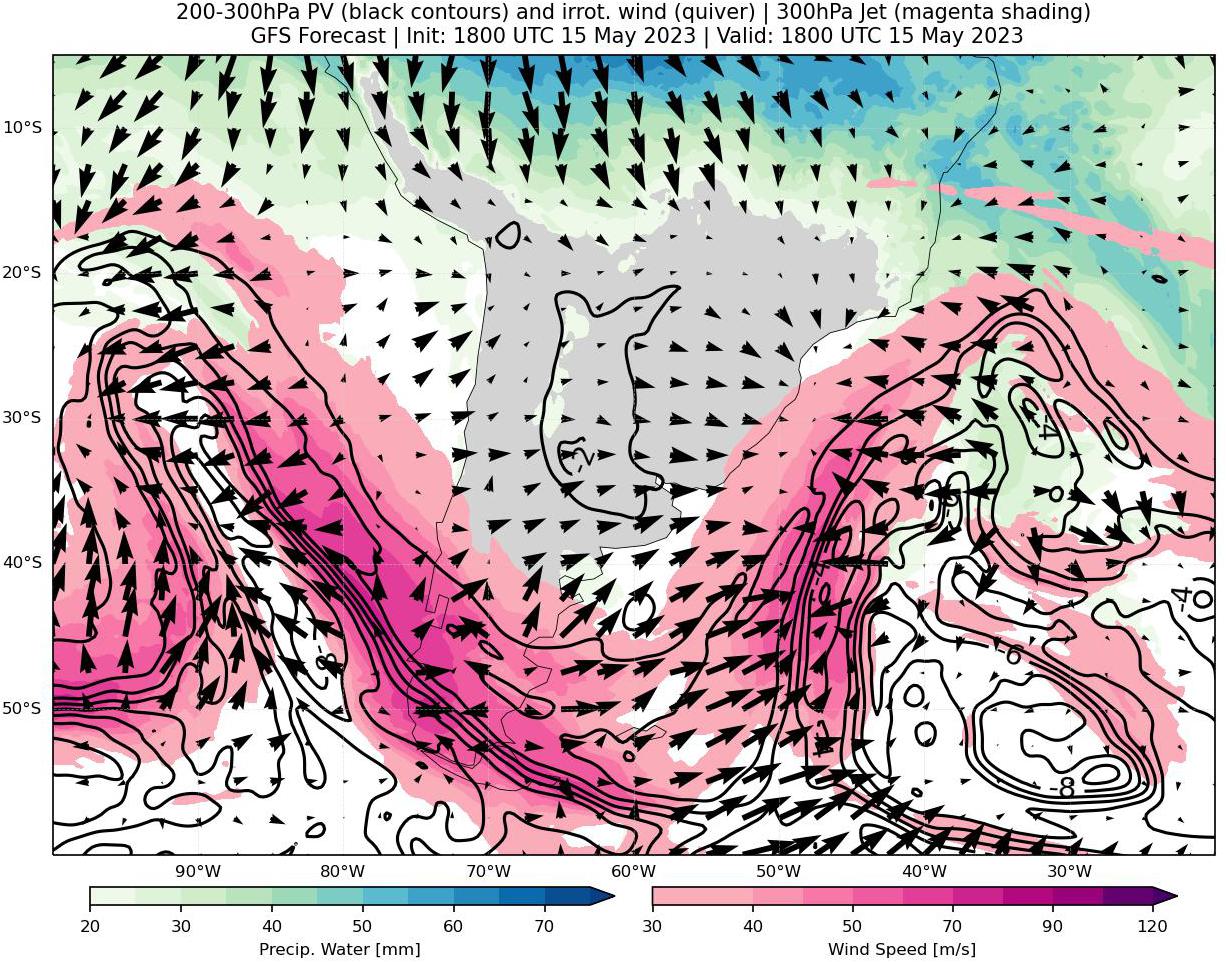 200-300hPa PV (black contours) and irrot. wind (quiver) | 300hPa Jet (magenta shading)
GFS Forecast | Init: 1800 UTC 15 May 2023 | Valid: 1800 UTC 15 May 2023
10°S
20°S
30°S
40°S
50°S
-2
-4
-4
-6
-8
-8
90°W 80°W 70°W 60°W 50°W 40°W 30°W
20 30 40 50 60 70
30 40 50 70 90 120
Precip. Water [mm]
Wind Speed [m/s]